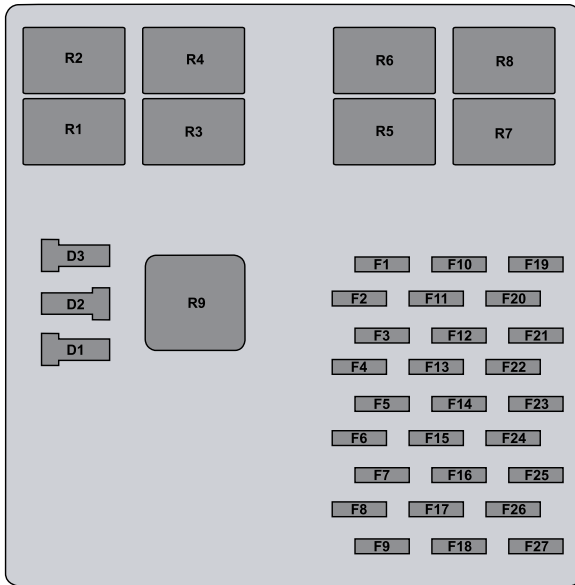 R2 R4 R6 R8
R1 R3 R5 R7
D3
D2
D1
R9
F1 F10 F19
F2 F11 F20
F3 F12 F21
F4 F13 F22
F5 F14 F23
F6 F15 F24
F7 F16 F25
F8 F17 F26
F9 F18 F27